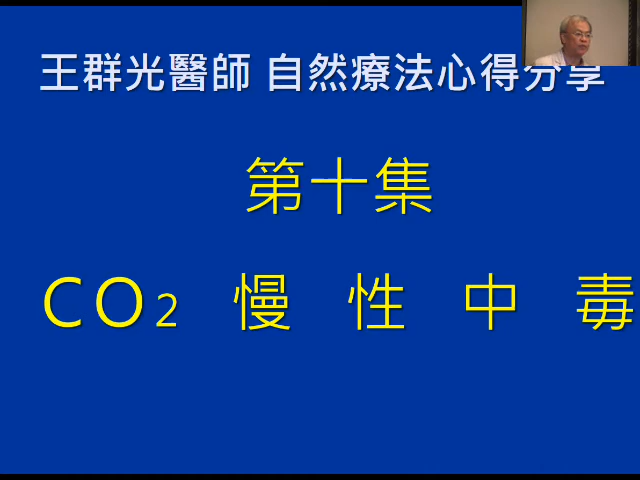 王群光醫師 自然療法心得分享
第十集
CO2 慢 性 中 毒